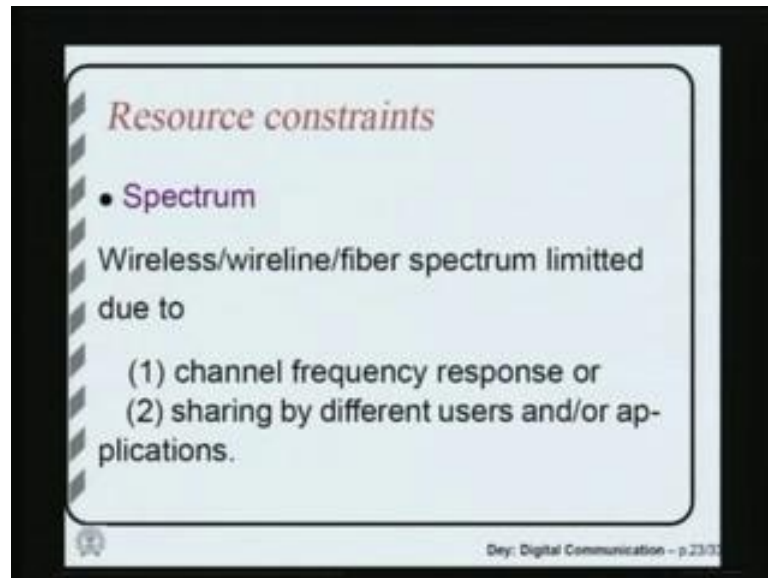 Resource constraints
• Spectrum
Wireless/wireline/fiber spectrum limitted
due to
(1) channel frequency response or
(2) sharing by different users and/or ap-
plications.
Dey: Digital Communication – p.23/3